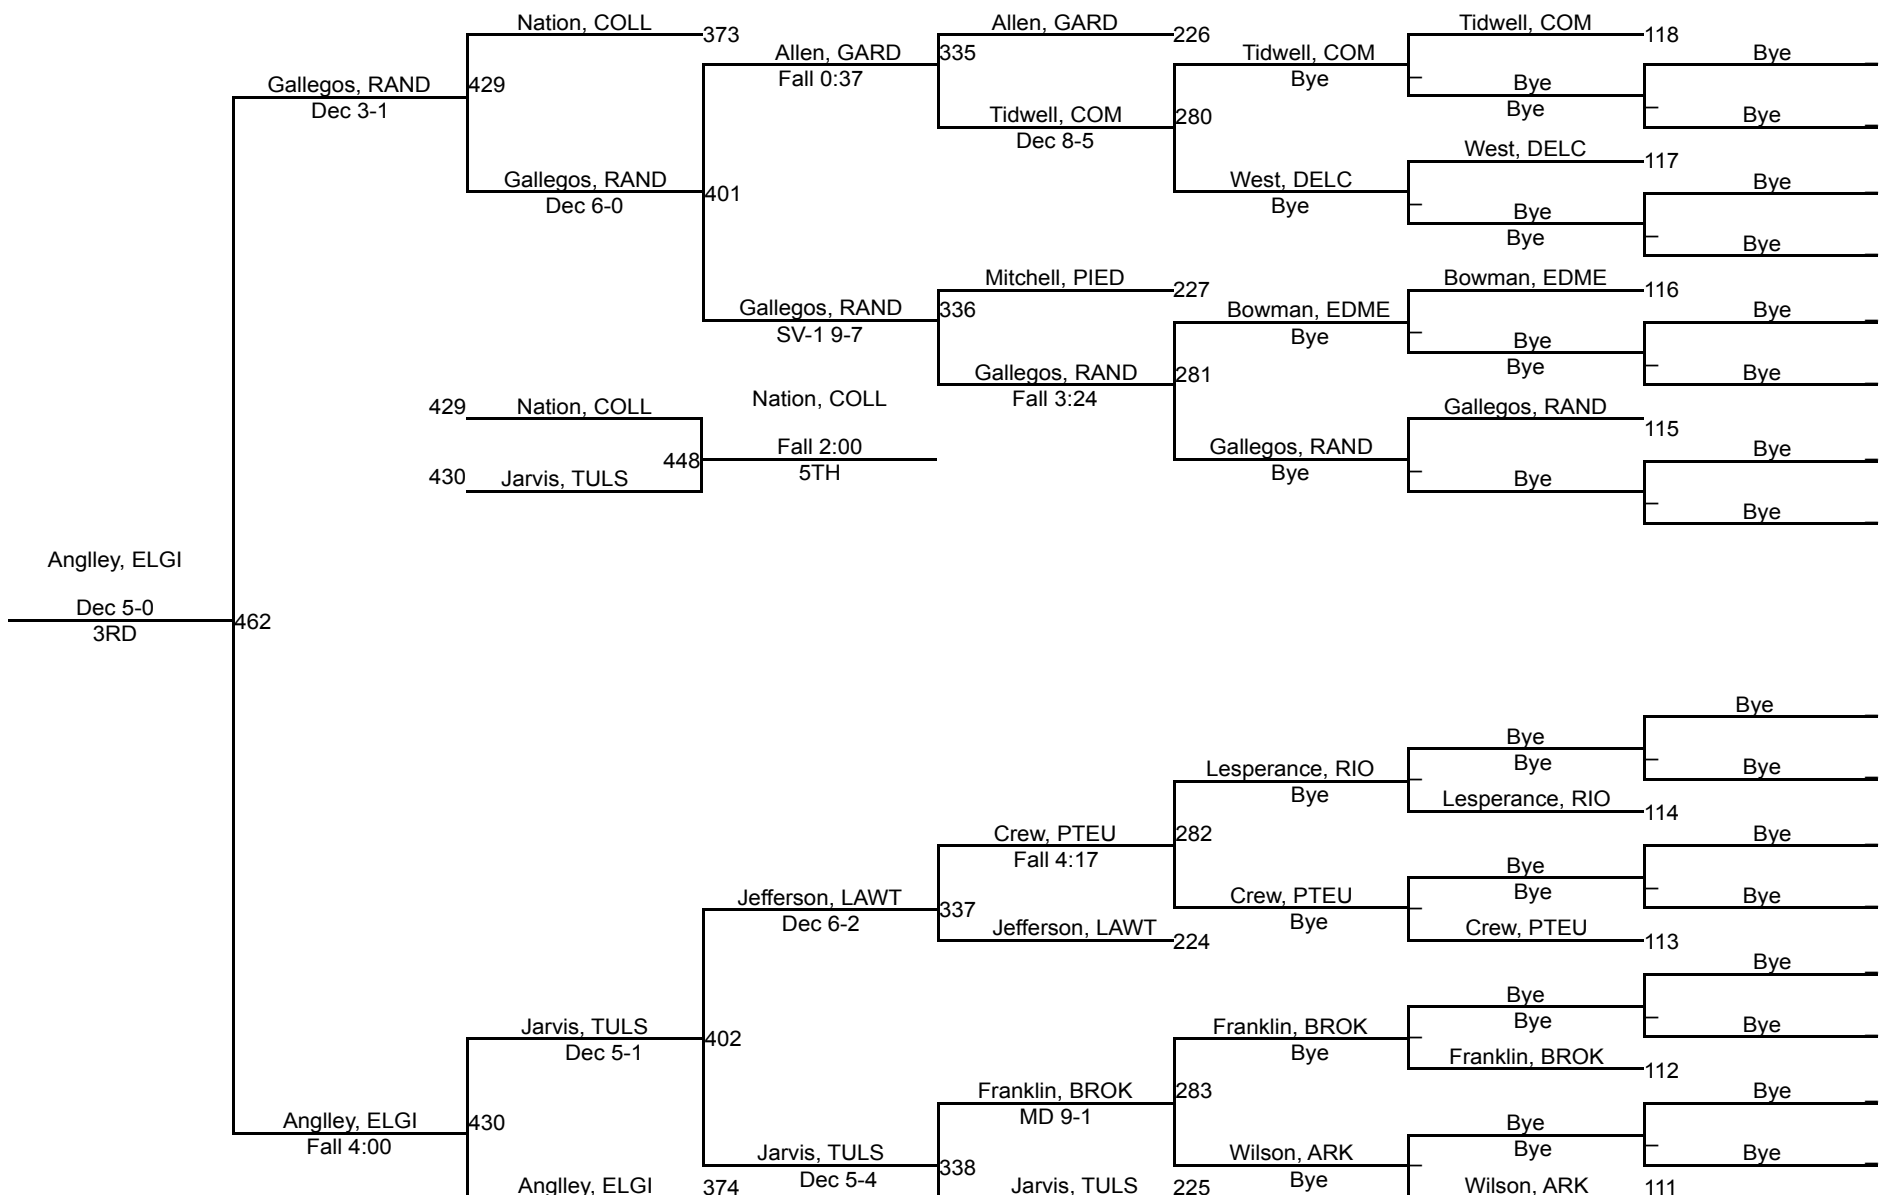 Nation, COLL
373
Allen, GARD
226
Tidwell, COM
118
Allen, GARD
335
Tidwell, COM
Bye
Gallegos, RAND
429
Fall 0:37
Bye
Bye
Dec 3-1
Tidwell, COM
280
Bye
Bye
Dec 8-5
West, DELC
117
Gallegos, RAND
401
West, DELC
Bye
Dec 6-0
Bye
Bye
Bye
Bye
Mitchell, PIED
227
Bowman, EDME
116
Gallegos, RAND
336
Bowman, EDME
Bye
SV-1 9-7
Bye
Bye
Gallegos, RAND
281
Bye
Bye
429
Nation, COLL
Nation, COLL
Fall 3:24
Gallegos, RAND
115
448
Fall 2:00
Gallegos, RAND
Bye
430
Jarvis, TULS
5TH
Bye
Bye
Bye
Anglley, ELGI
Dec 5-0
462
3RD
Bye
Bye
Lesperance, RIO
Bye
Bye
Bye
Lesperance, RIO
114
Crew, PTEU
282
Bye
Fall 4:17
Bye
Jefferson, LAWT
337
Crew, PTEU
Bye
Bye
Dec 6-2
Jefferson, LAWT
224
Bye
Crew, PTEU
113
Bye
Bye
Jarvis, TULS
402
Franklin, BROK
Bye
Bye
Dec 5-1
Bye
Franklin, BROK
112
Franklin, BROK
283
Bye
Anglley, ELGI
430
MD 9-1
Bye
Fall 4:00
Jarvis, TULS
338
Wilson, ARK
Bye
Bye
Anglley, ELGI
374
Dec 5-4
Jarvis, TULS
225
Bye
Wilson, ARK
111